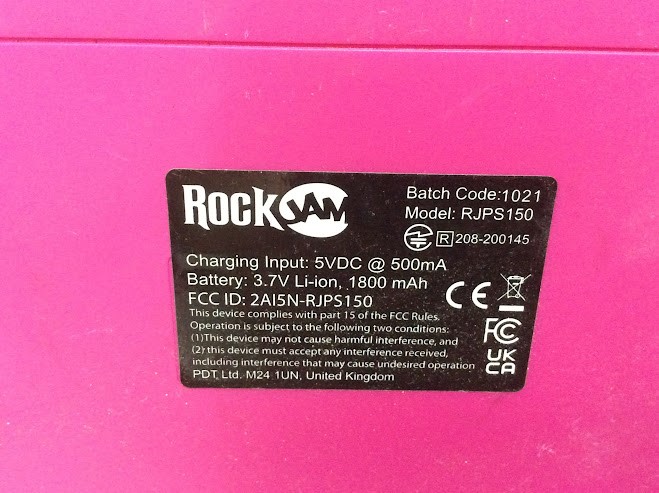 ROCK JAM
Batch Code:1021
Model: RJPS150
R 208-200145
Charging Input: 5VDC @ 500mA
Battery: 3.7V Li-ion, 1800 mAh
FCC ID: 2AI5N-RJPS150
This device complies with part 15 of the FCC Rules.
Operation is subject to the following two conditions:
(1)This device may not cause harmful interference, and
(2) this device must accept any interference received,
including interference that may cause undesired operation
PDT, Ltd. M24 1UN, United Kingdom
CE
FC
UK
CA